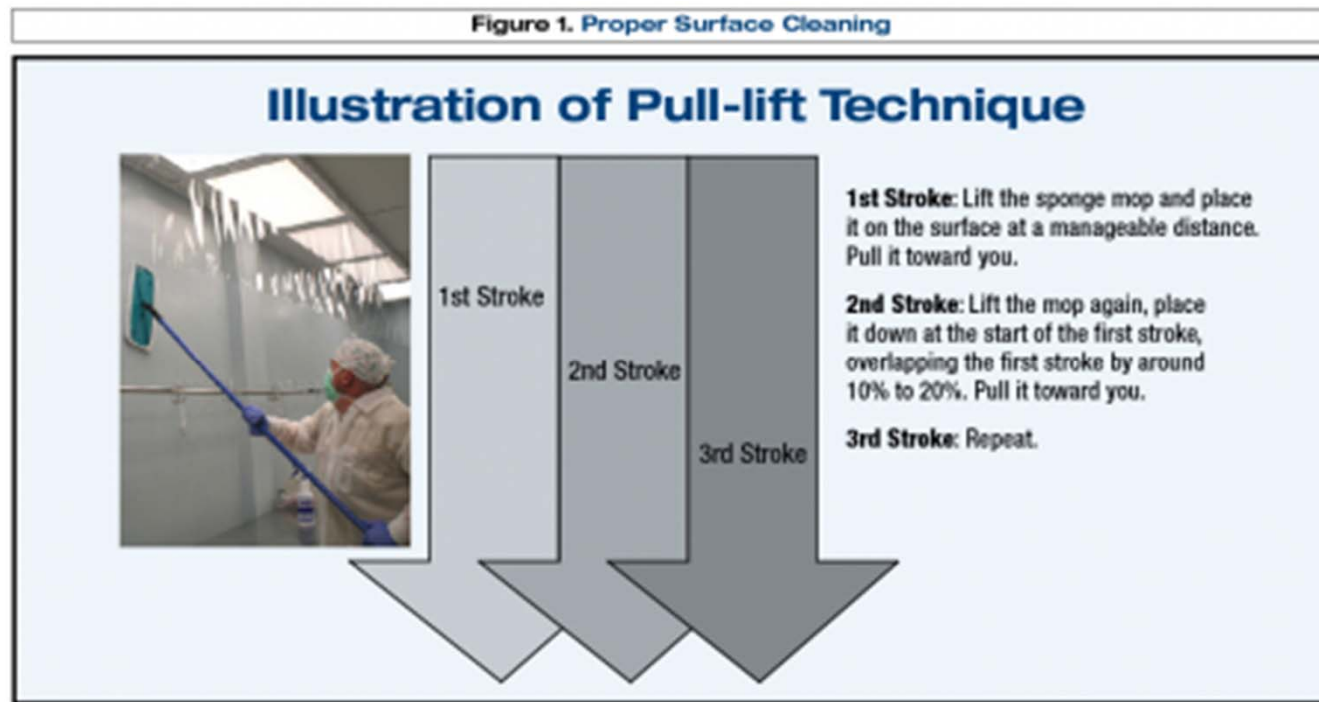 Figure 1. Proper Surface Cleaning
Illustration of Pull-lift Technique
1st Stroke
2nd Stroke
3rd Stroke
1st Stroke: Lift the sponge mop and place
it on the surface at a manageable distance.
Pull it toward you.
2nd Stroke: Lift the mop again, place
it down at the start of the first stroke,
overlapping the first stroke by around
10% to 20%. Pull it toward you.
3rd Stroke: Repeat.